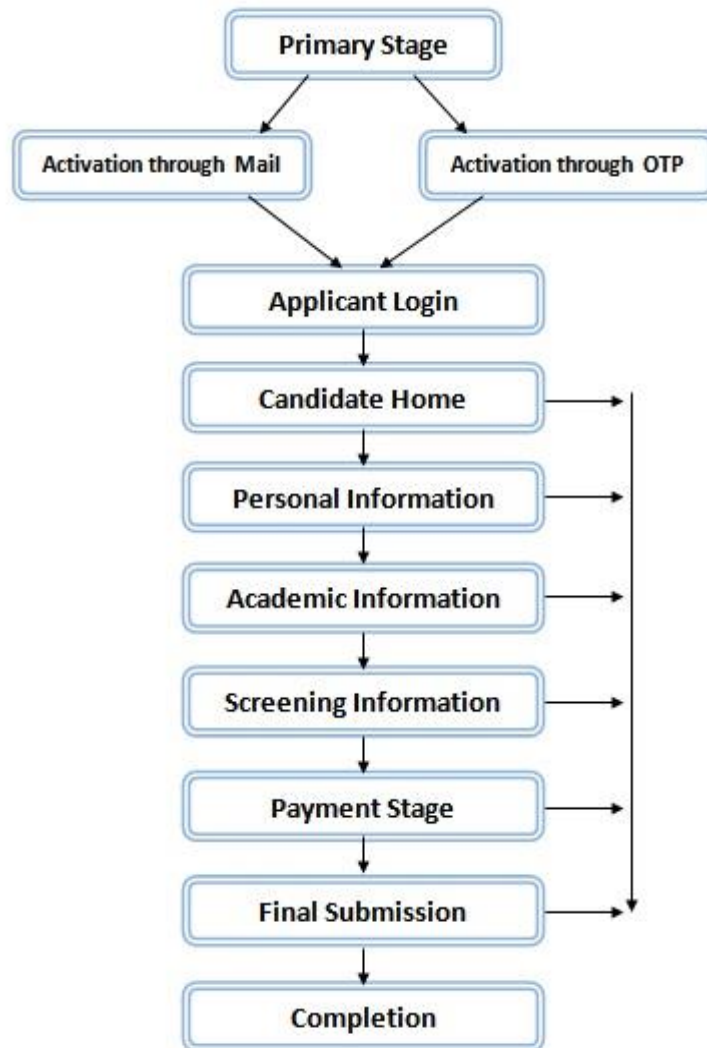 Primary Stage
Activation through Mail
Activation through OTP
Applicant Login
Candidate Home
Personal Information
Academic Information
Screening Information
Payment Stage
Final Submission
Completion